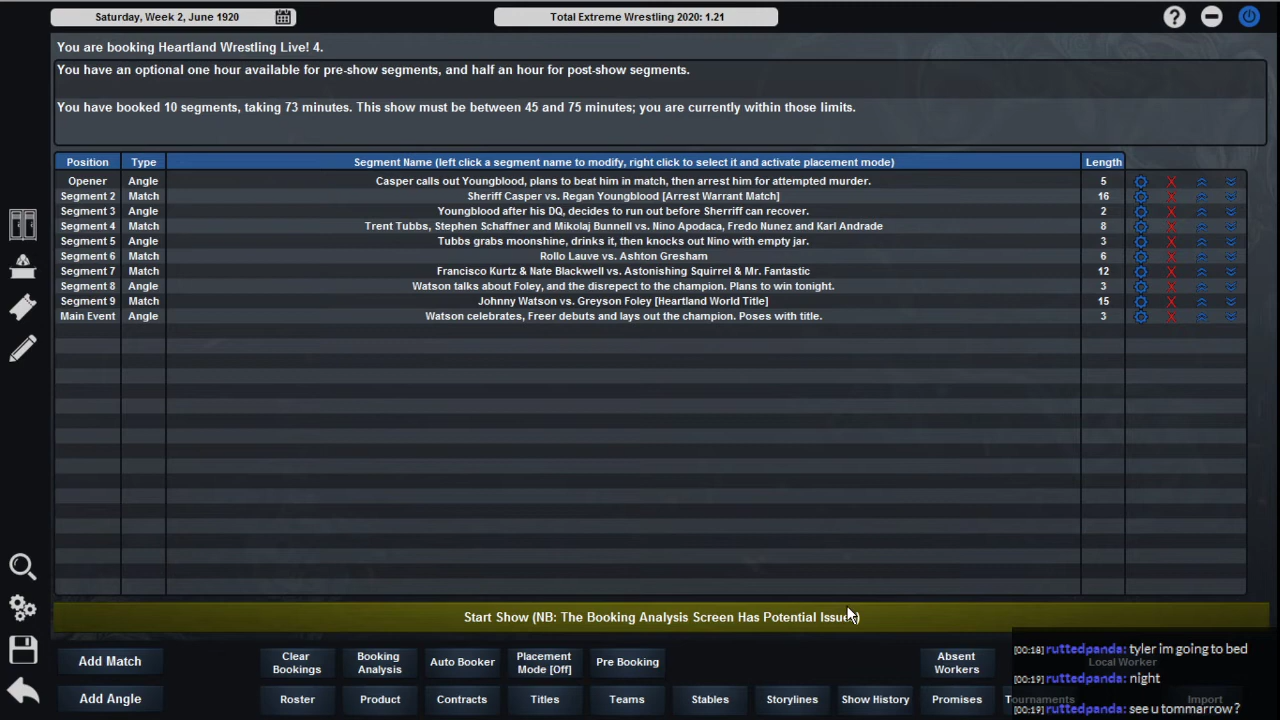 Saturday, Week 2, June 1920
Total Extreme Wrestling 2020: 1.21
You are booking Heartland Wrestling Live! 4.
You have an optional one hour available for pre-show segments, and half an hour for post-show segments.
You have booked 10 segments, taking 73 minutes. This show must be between 45 and 75 minutes; you are currently within those limits.
Position Type Segment Name (left click a segment name to modify, right click to select it and activate placement mode) Length
Opener Angle Casper calls out Youngblood, plans to beat him in match, then arrest him for attempted murder. 5
Segment 2 Match Sheriff Casper vs. Regan Youngblood [Arrest Warrant Match] 16
Segment 3 Angle Youngblood after his DQ, decides to run out before Sherriff can recover. 2
Segment 4 Match Trent Tubbs, Stephen Schaffner and Mikolaj Bunnell vs. Nino Apodaca, Fredo Nunez and Karl Andrade 8
Segment 5 Angle Tubbs grabs moonshine, drinks it, then knocks out Nino with empty jar. 3
Segment 6 Match Rollo Lauve vs. Ashton Gresham 6
Segment 7 Match Francisco Kurtz & Nate Blackwell vs. Astonishing Squirrel & Mr. Fantastic 12
Segment 8 Angle Watson talks about Foley, and the disrepect to the champion. Plans to win tonight. 3
Segment 9 Match Johnny Watson vs. Greyson Foley [Heartland World Title] 15
Main Event Angle Watson celebrates, Freer debuts and lays out the champion. Poses with title. 3
Start Show (NB: The Booking Analysis Screen Has Potential Issues)
Add Match Clear Bookings Booking Analysis Auto Booker Placement Mode [Off] Pre Booking Absent Workers Local Worker
Add Angle Roster Product Contracts Titles Teams Stables Storylines Show History Promises Tournaments Import
[00:18] ruttedpanda: tyler im going to bed
[00:19] ruttedpanda: night
[00:19] ruttedpanda: see u tommarrow ?